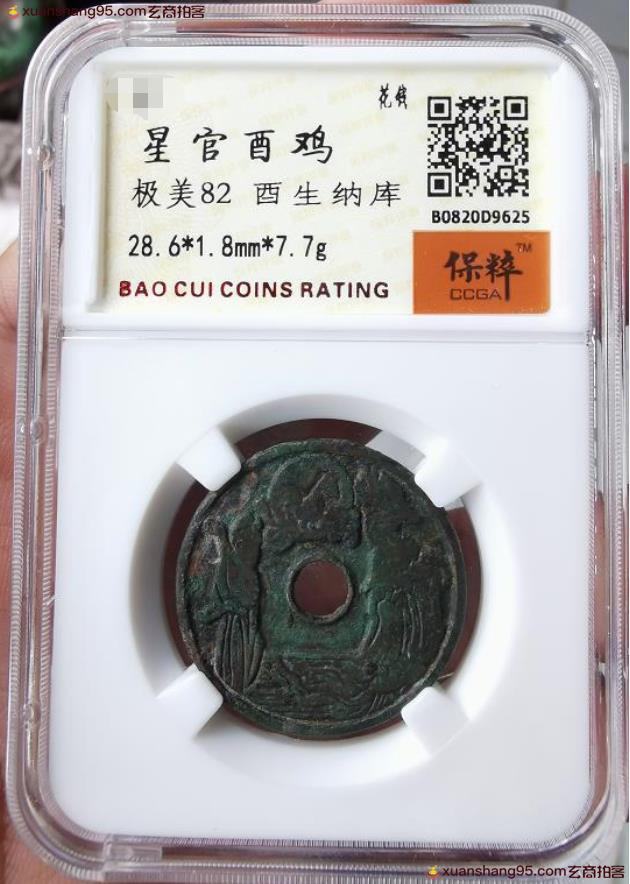 xuanshang95.com玄商拍客
花钱
星官酉鸡
极美82 酉生纳库
B0820D9625
28.6*1.8mm*7.7g
保粹™
CCGA
BAO CUI COINS RATING
xuanshang95.com玄商拍客